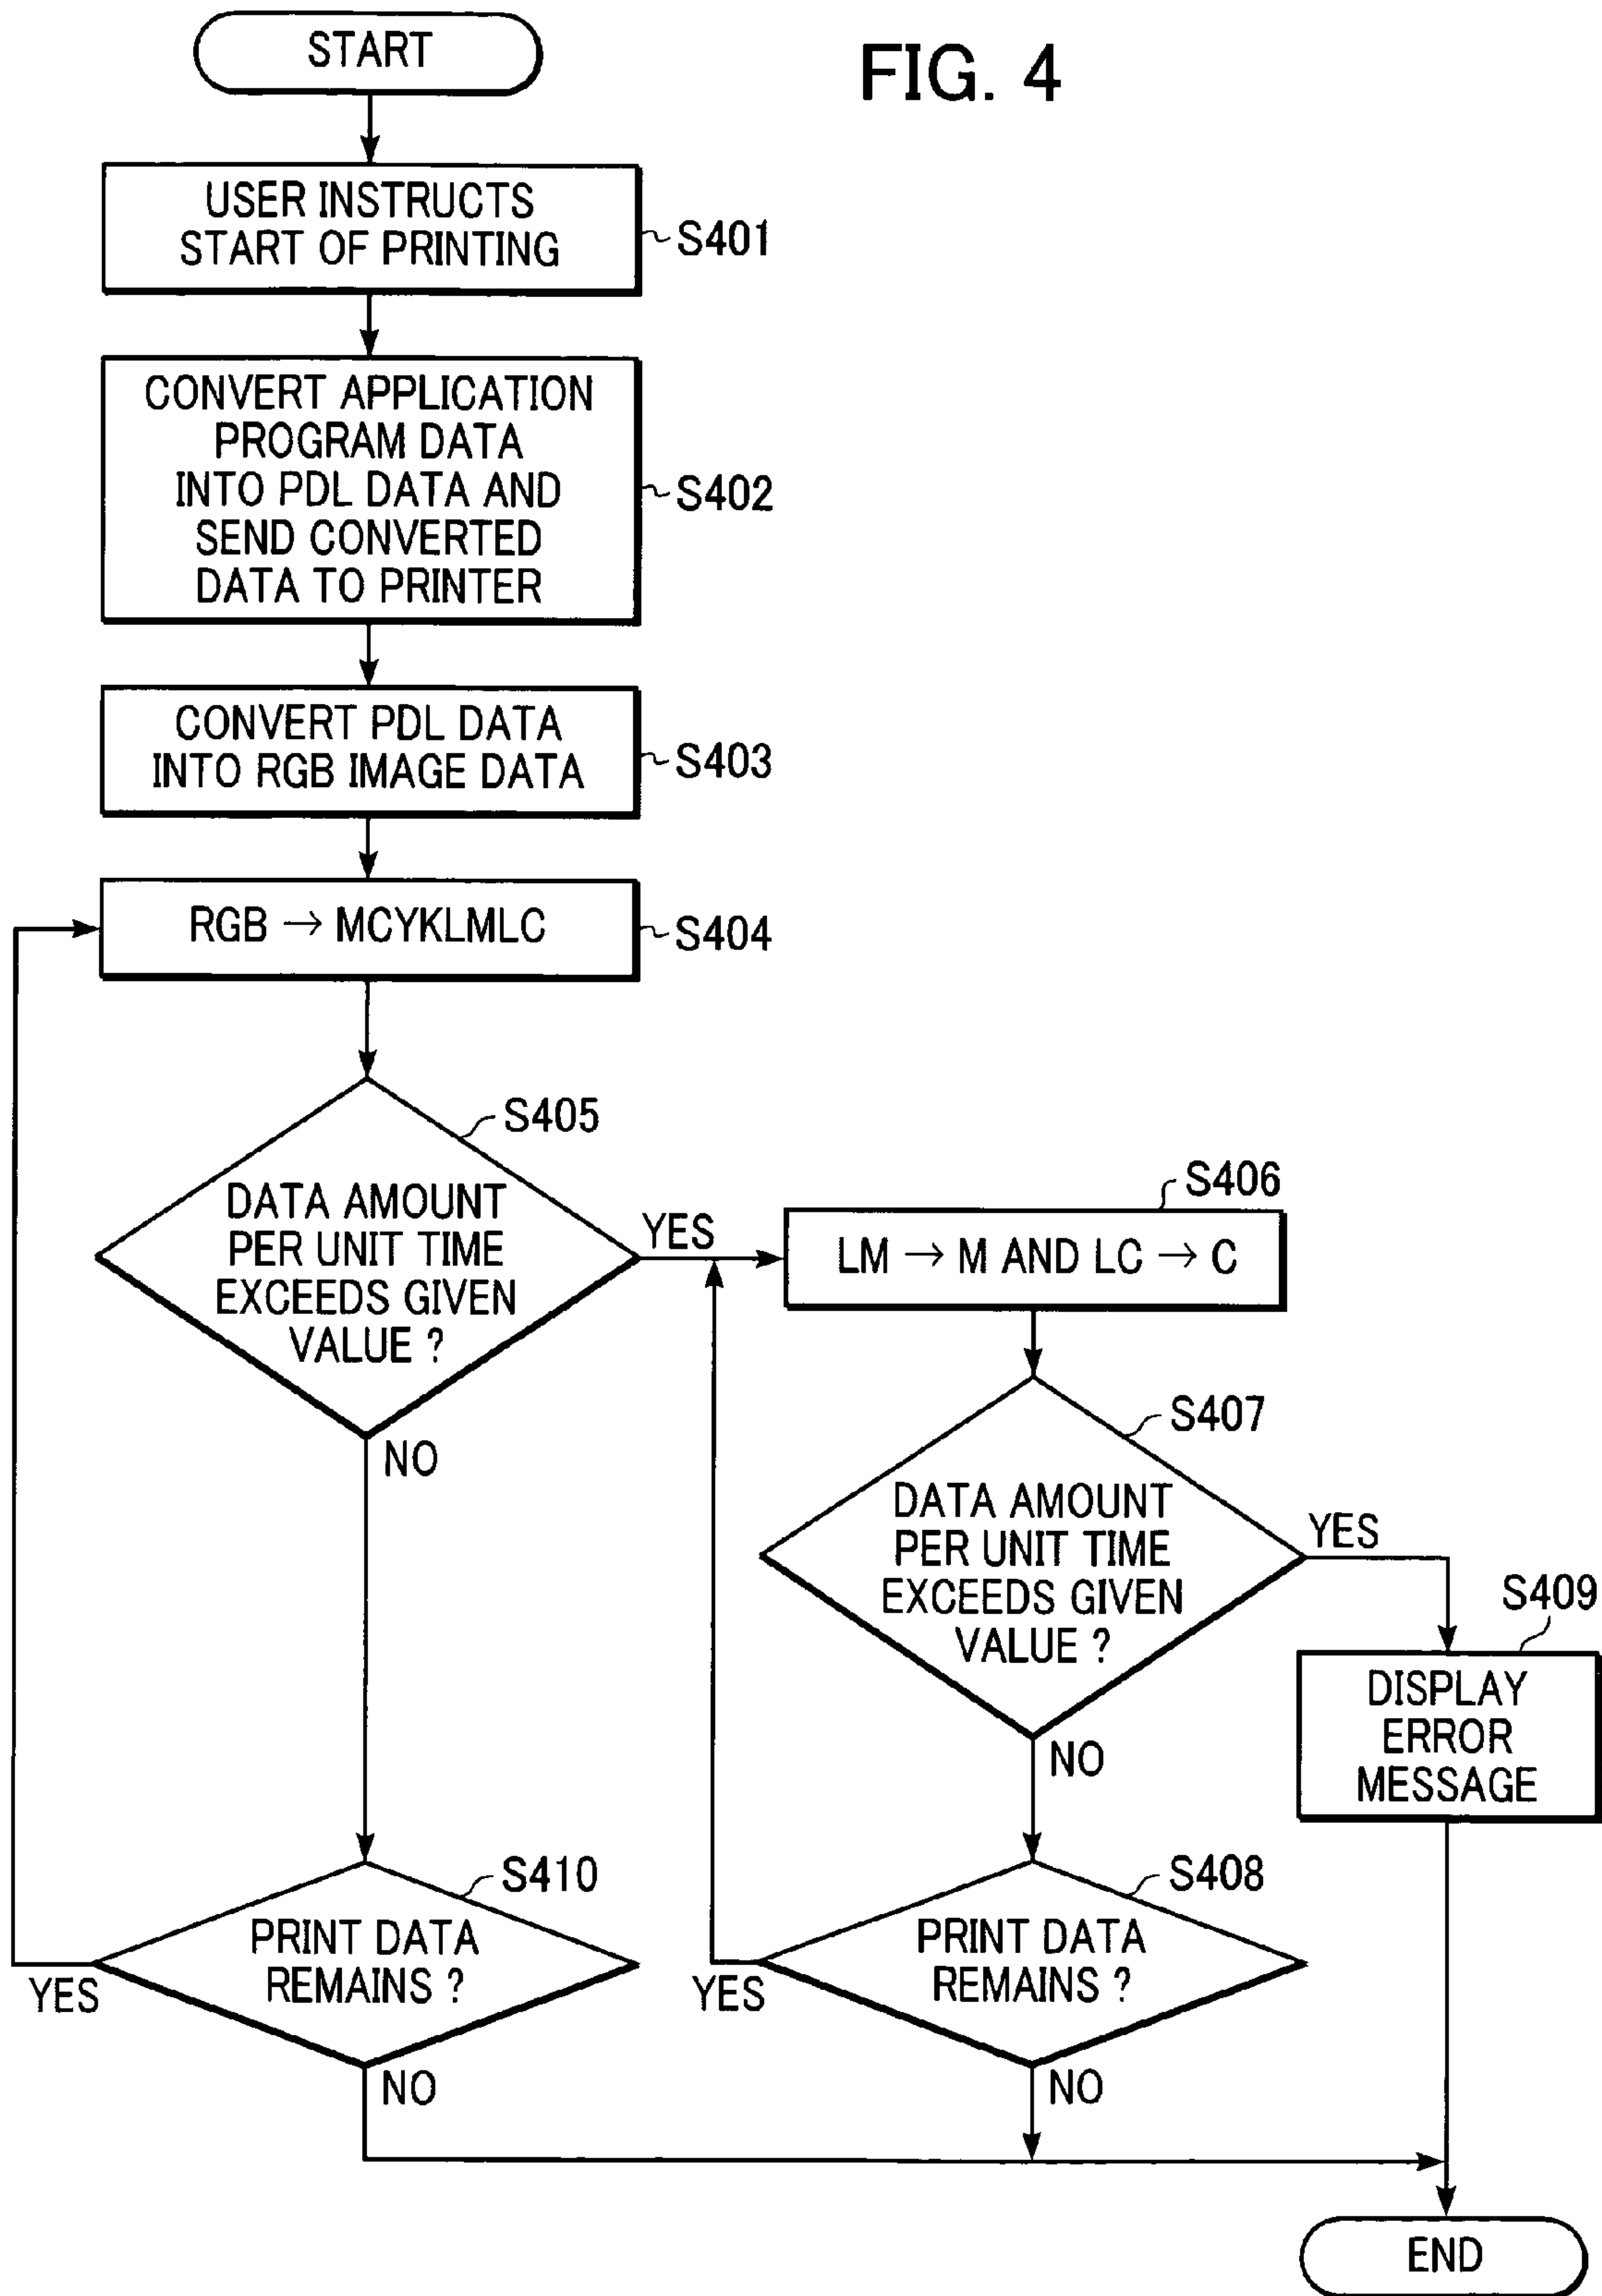 FIG. 4
START
USER INSTRUCTS
START OF PRINTING
S401
CONVERT APPLICATION
PROGRAM DATA
INTO PDL DATA AND
SEND CONVERTED
DATA TO PRINTER
S402
CONVERT PDL DATA
INTO RGB IMAGE DATA
S403
RGB → MCYKLMLC
S404
S405
DATA AMOUNT
PER UNIT TIME
EXCEEDS GIVEN
VALUE ?
YES
NO
S406
LM → M AND LC → C
S407
DATA AMOUNT
PER UNIT TIME
EXCEEDS GIVEN
VALUE ?
YES
NO
S409
DISPLAY
ERROR
MESSAGE
S410
PRINT DATA
REMAINS ?
YES
NO
S408
PRINT DATA
REMAINS ?
YES
NO
END